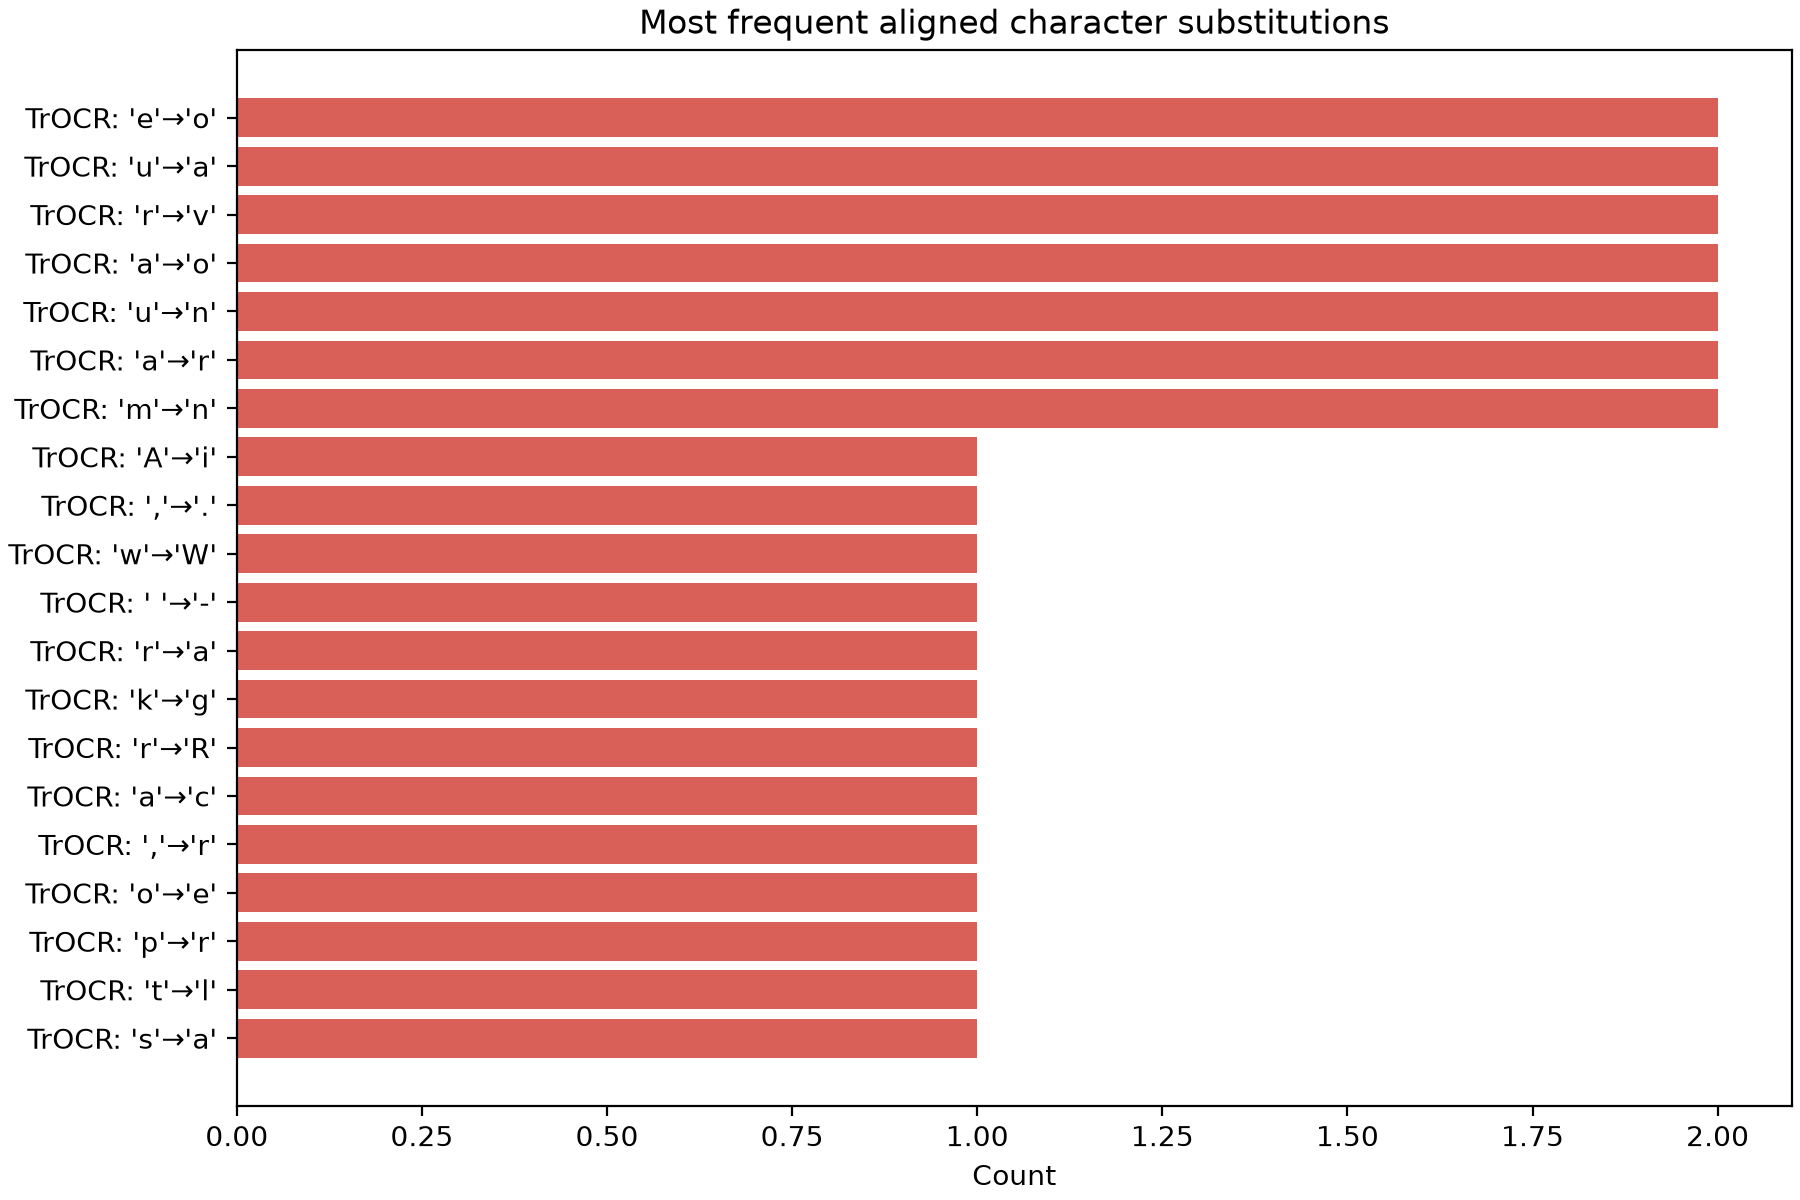 Most frequent aligned character substitutions
TrOCR: 'e'→'o'
TrOCR: 'u'→'a'
TrOCR: 'r'→'v'
TrOCR: 'a'→'o'
TrOCR: 'u'→'n'
TrOCR: 'a'→'r'
TrOCR: 'm'→'n'
TrOCR: 'A'→'i'
TrOCR: ','→'.'
TrOCR: 'w'→'W'
TrOCR: ' '→'-'
TrOCR: 'r'→'a'
TrOCR: 'k'→'g'
TrOCR: 'r'→'R'
TrOCR: 'a'→'c'
TrOCR: ','→'r'
TrOCR: 'o'→'e'
TrOCR: 'p'→'r'
TrOCR: 't'→'l'
TrOCR: 's'→'a'
0.00 0.25 0.50 0.75 1.00 1.25 1.50 1.75 2.00
Count